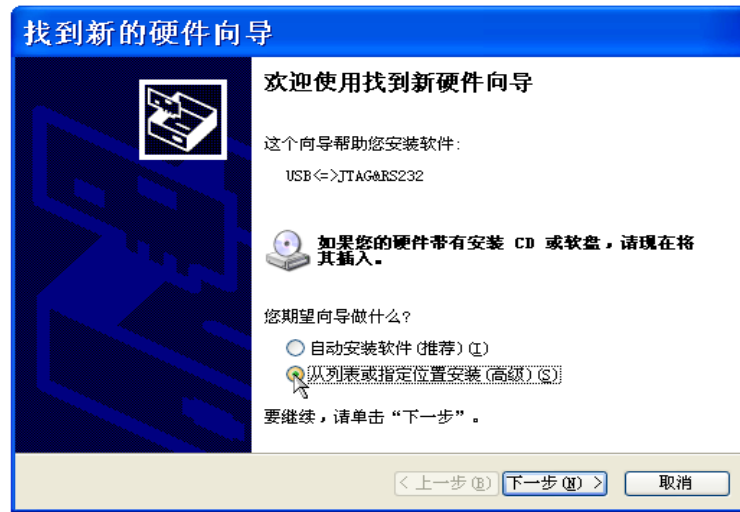 找到新的硬件向导
欢迎使用找到新硬件向导
这个向导帮助您安装软件:
USB<=>JTAG&RS232
如果您的硬件带有安装 CD 或软盘，请现在将
其插入。
您期望向导做什么?
自动安装软件(推荐)(I)
从列表或指定位置安装(高级)(S)
要继续，请单击“下一步”。
< 上一步(B) 下一步(N) > 取消